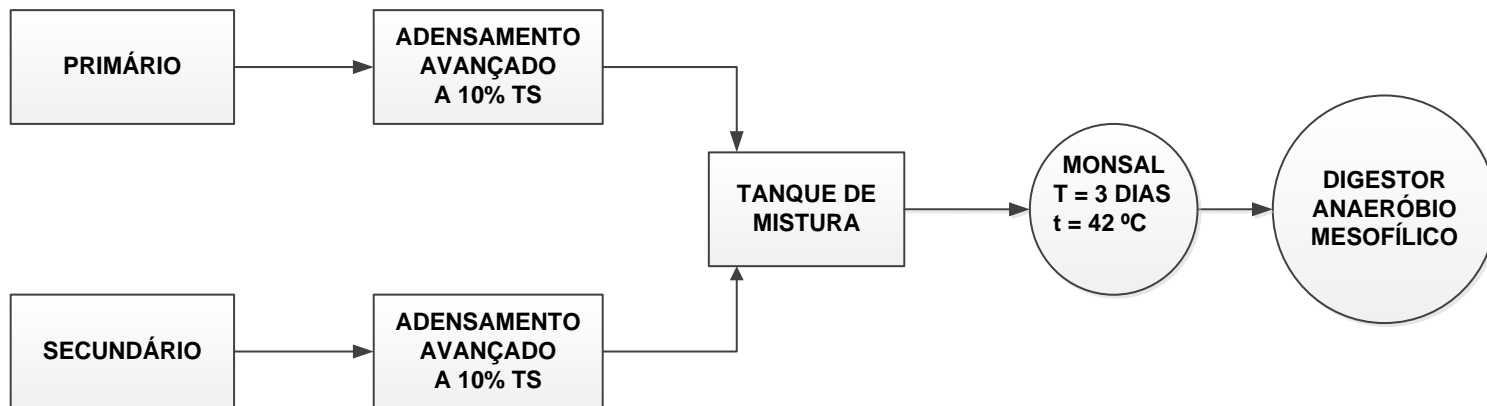 PRIMÁRIO
ADENSAMENTO
AVANÇADO
A 10% TS
TANQUE DE
MISTURA
MONSAL
T = 3 DIAS
t = 42 ºC
DIGESTOR
ANAERÓBIO
MESOFÍLICO
SECUNDÁRIO
ADENSAMENTO
AVANÇADO
A 10% TS